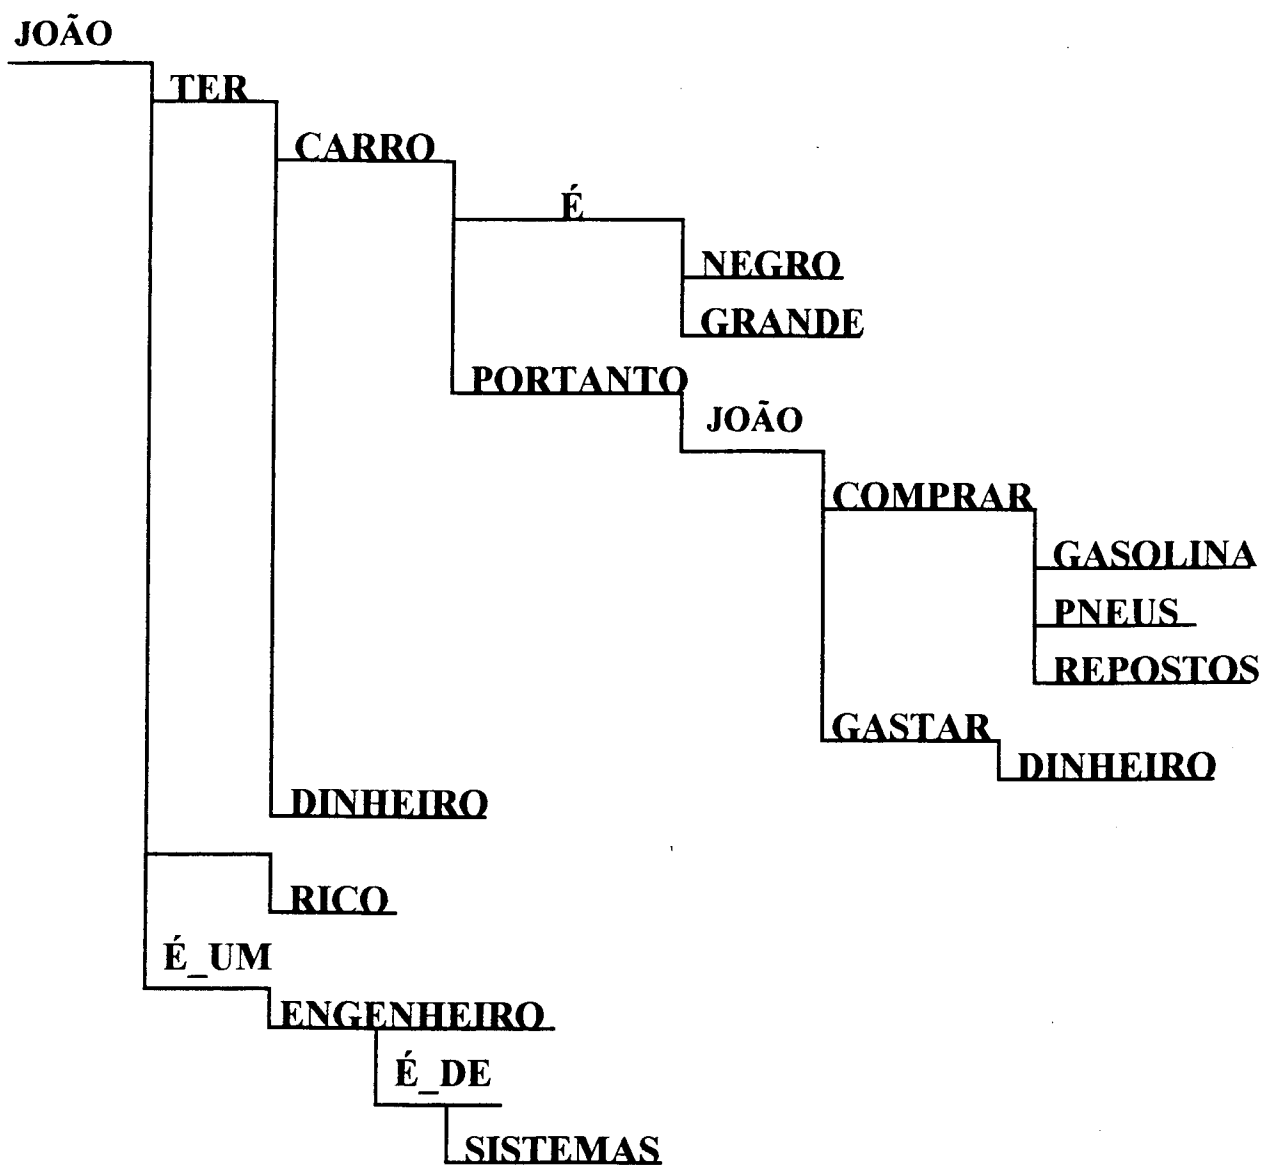 JOÃO
TER
CARRO
É
NEGRO
GRANDE
PORTANTO
JOÃO
COMPRAR
GASOLINA
PNEUS
REPOSTOS
GASTAR
DINHEIRO
DINHEIRO
RICO
É_UM
ENGENHEIRO
É_DE
SISTEMAS